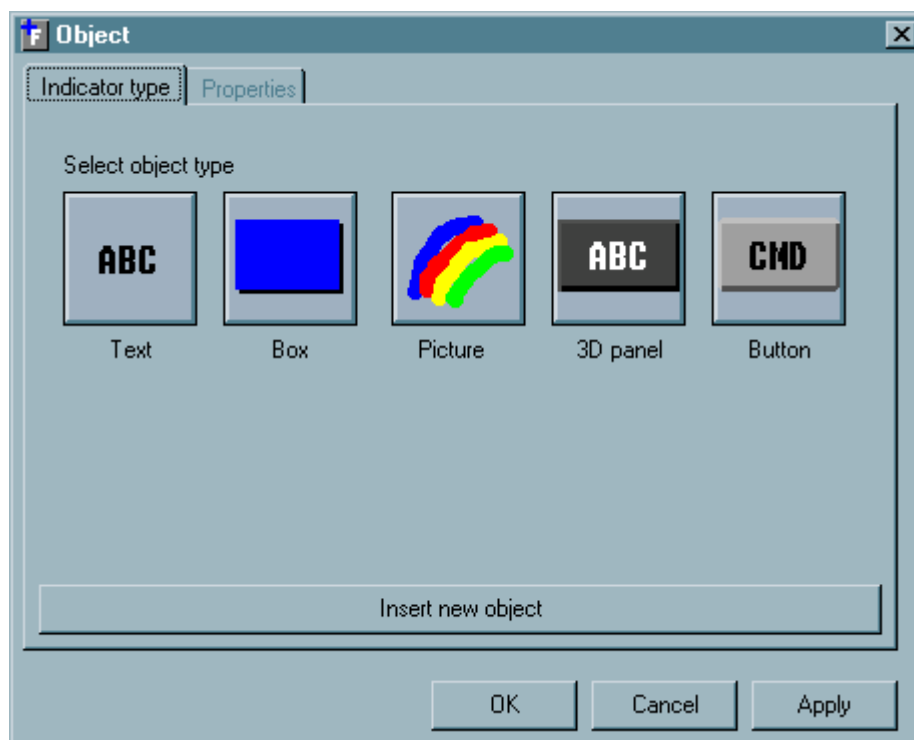 F Object
Indicator type Properties
Select object type
ABC ABC CMD
Text Box Picture 3D panel Button
Insert new object
OK Cancel Apply